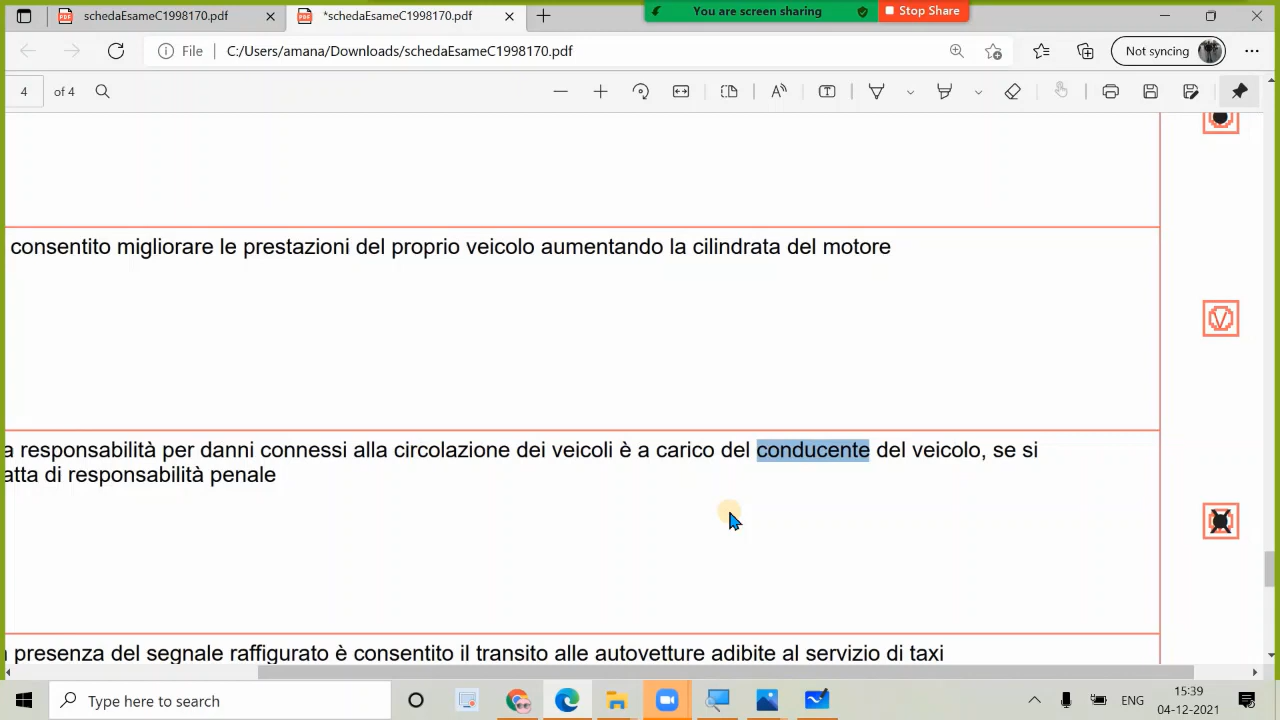 schedaEsameC1998170.pdf
*schedaEsameC1998170.pdf
You are screen sharing
Stop Share
File
C:/Users/amana/Downloads/schedaEsameC1998170.pdf
Not syncing
4 of 4
consentito migliorare le prestazioni del proprio veicolo aumentando la cilindrata del motore
V
a responsabilità per danni connessi alla circolazione dei veicoli è a carico del conducente del veicolo, se si
atta di responsabilità penale
presenza del segnale raffigurato è consentito il transito alle autovetture adibite al servizio di taxi
Type here to search
ENG
15:39
04-12-2021